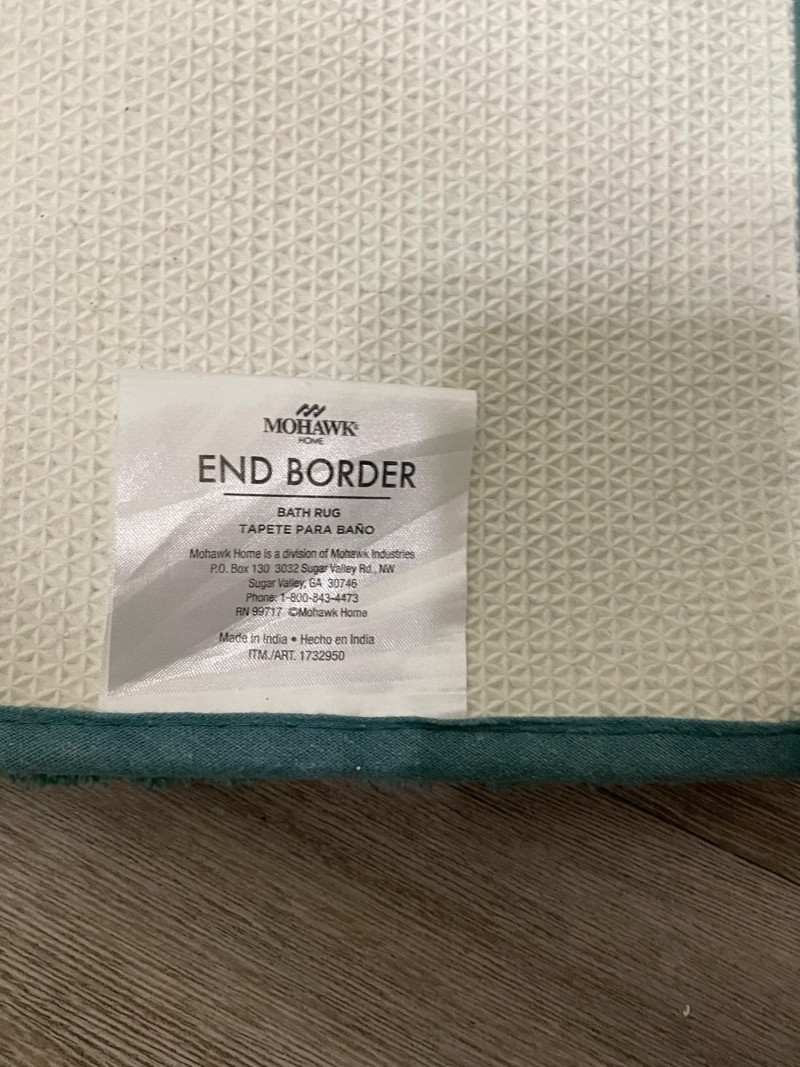 MOHAWK
HOME
END BORDER
BATH RUG
TAPETE PARA BAÑO
Mohawk Home is a division of Mohawk Industries
P.O. Box 130 3032 Sugar Valley Rd., NW
Sugar Valley, GA 30746
Phone: 1-800-843-4473
RN 99717 ©Mohawk Home
Made in India • Hecho en India
ITM./ART. 1732950